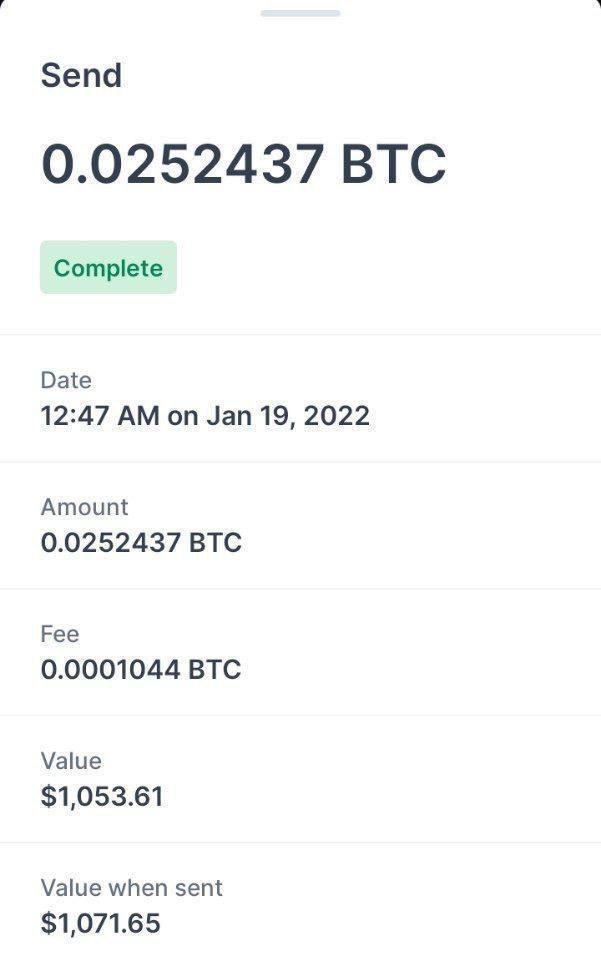 Send
0.0252437 BTC
Complete
Date
12:47 AM on Jan 19, 2022
Amount
0.0252437 BTC
Fee
0.0001044 BTC
Value
$1,053.61
Value when sent
$1,071.65